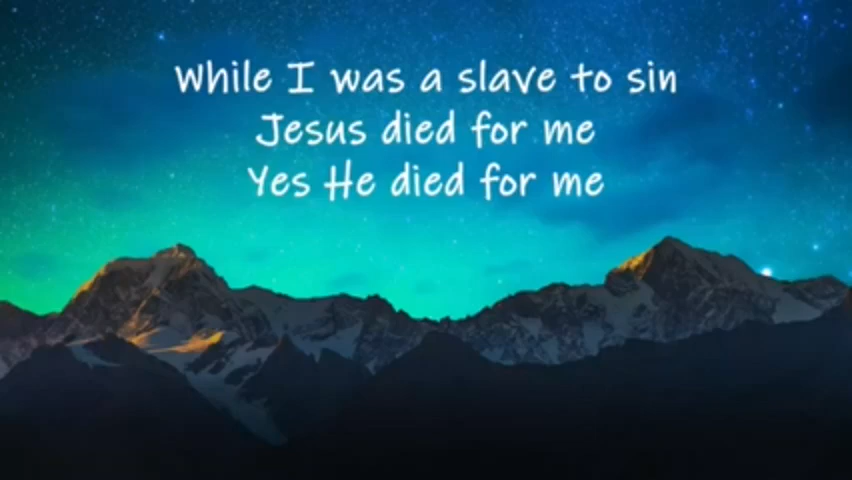 While I was a slave to sin
Jesus died for me
Yes He died for me